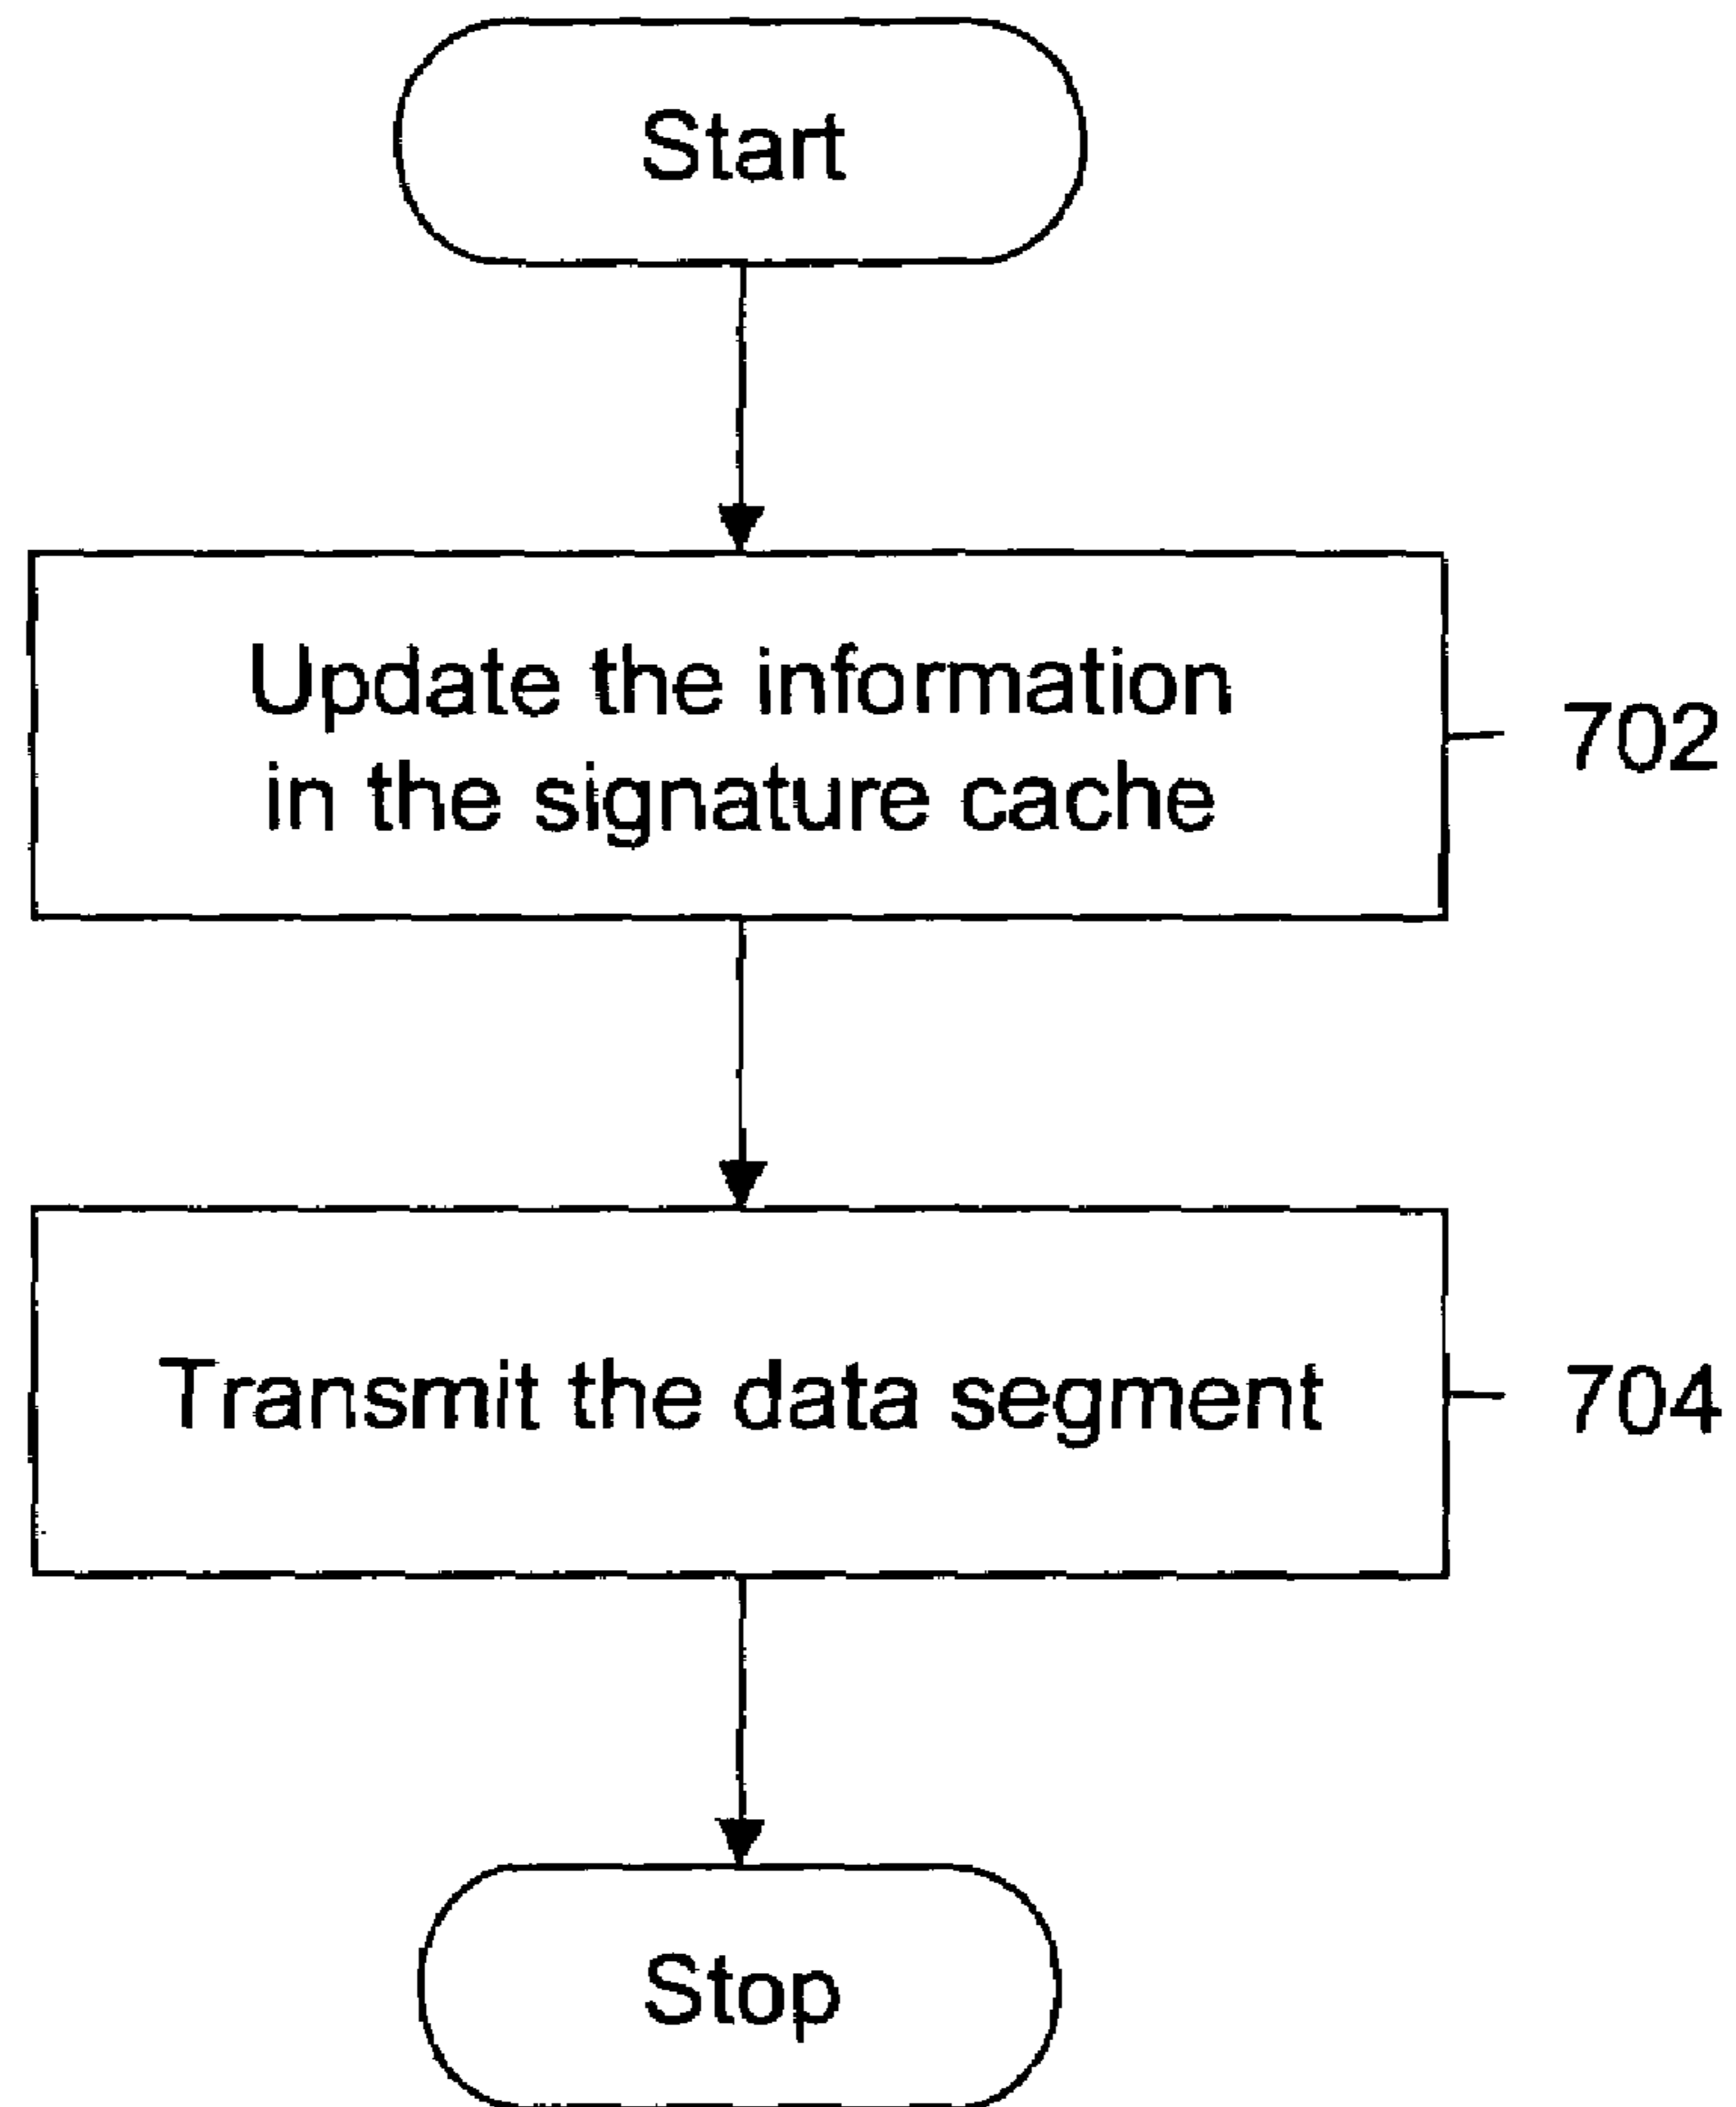 Start
Update the information
in the signature cache
702
Transmit the data segment
704
Stop